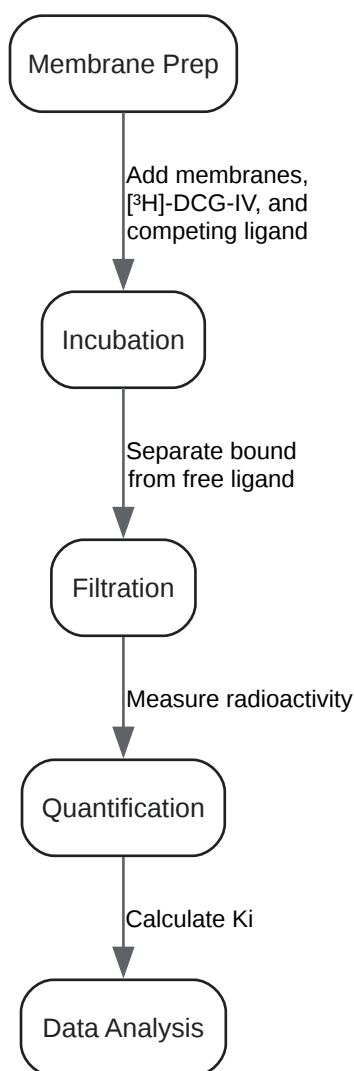 Membrane Prep
Add membranes,
[³H]-DCG-IV, and
competing ligand
Incubation
Separate bound
from free ligand
Filtration
Measure radioactivity
Quantification
Calculate Ki
Data Analysis